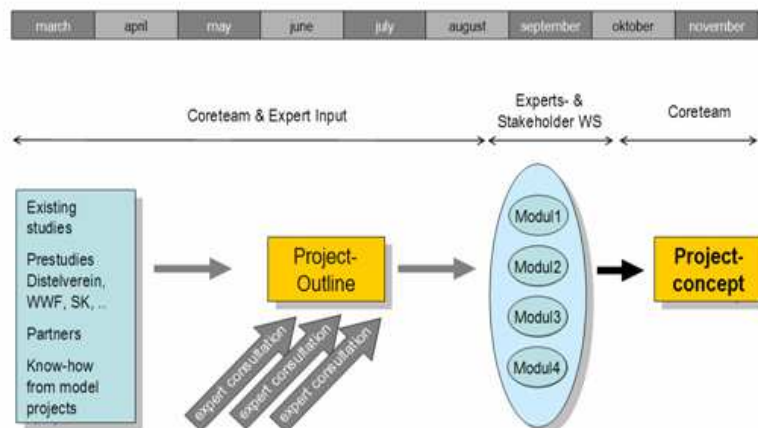 march april may june july august september oktober november
Coreteam & Expert Input
Experts- &
Stakeholder WS
Coreteam
Existing
studies
Prestudies
Distelverein,
WWF, SK, ..
Partners
Know-how
from model
projects
Project-
Outline
expert consultation
expert consultation
expert consultation
Modul1
Modul2
Modul3
Modul4
Project-
concept